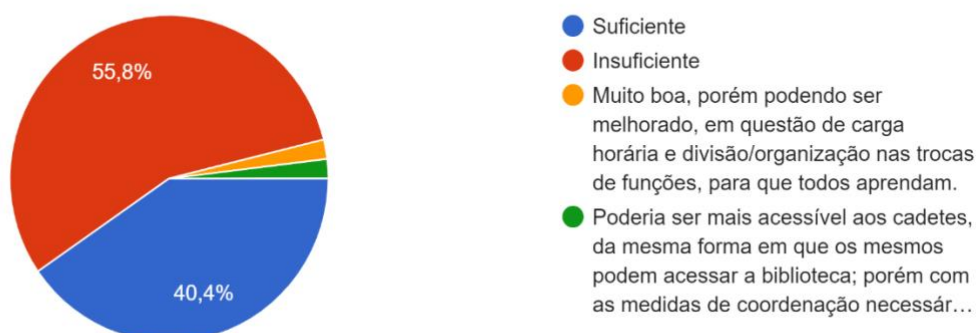 55,8%
40,4%
Suficiente
Insuficiente
Muito boa, porém podendo ser
melhorado, em questão de carga
horária e divisão/organização nas trocas
de funções, para que todos aprendam.
Poderia ser mais acessível aos cadetes,
da mesma forma em que os mesmos
podem acessar a biblioteca; porém com
as medidas de coordenação necessár…